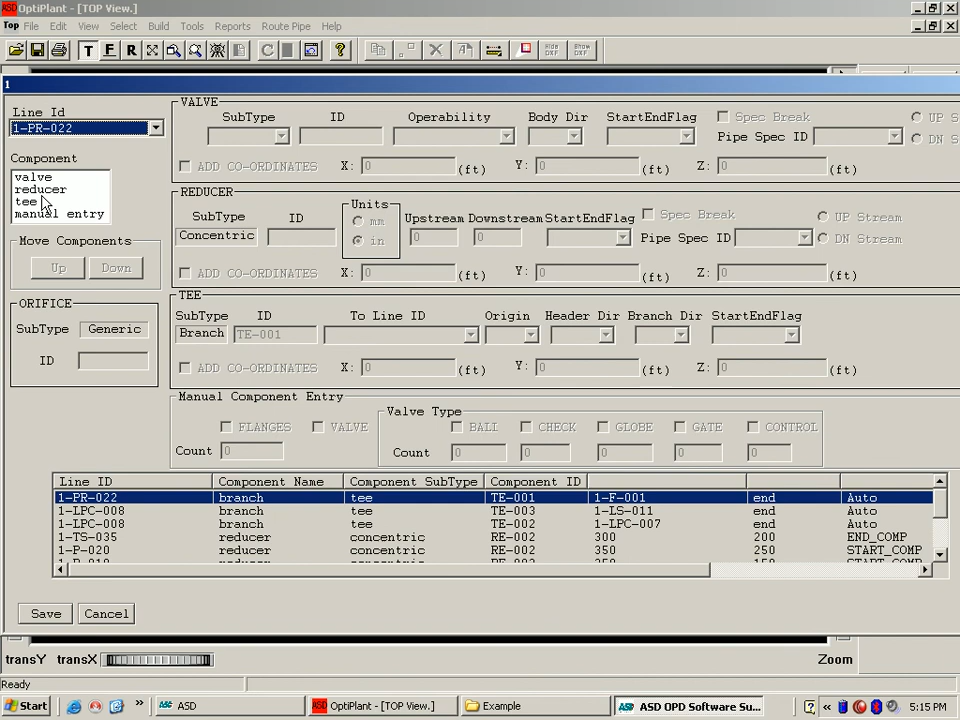 ASD OptiPlant - [TOP View.]
Top File Edit View Select Build Tools Reports Route Pipe Help
T F R C ? A Hide DXF Show DXF
1
Line Id
1-PR-022
Component
valve
reducer
tee
manual entry
Move Components
Up Down
ORIFICE
SubType Generic
ID
VALVE
SubType ID Operability Body Dir StartEndFlag Spec Break UP S
Pipe Spec ID DN S
ADD CO-ORDINATES X: 0 (ft) Y: 0 (ft) Z: 0 (ft)
REDUCER
SubType ID Units Upstream Downstream StartEndFlag Spec Break UP Stream
mm
Concentric in 0 0 Pipe Spec ID DN Stream
ADD CO-ORDINATES X: 0 (ft) Y: 0 (ft) Z: 0 (ft)
TEE
SubType ID To Line ID Origin Header Dir Branch Dir StartEndFlag
Branch TE-001
ADD CO-ORDINATES X: 0 (ft) Y: 0 (ft) Z: 0 (ft)
Manual Component Entry
Valve Type
FLANGES VALVE BALl CHECK GLOBE GATE CONTROL
Count 0 Count 0 0 0 0 0
Line ID Component Name Component SubType Component ID
1-PR-022 branch tee TE-001 1-F-001 end Auto
1-LPC-008 branch tee TE-003 1-LS-011 end Auto
1-LPC-008 branch tee TE-002 1-LPC-007 end Auto
1-TS-035 reducer concentric RE-002 300 200 END_COMP
1-P-020 reducer concentric RE-002 350 250 START_COMP
Save Cancel
transY transX Zoom
Ready
Start » ASD ASD OptiPlant - [TOP View.] Example ASD ASD OPD Software Su... ? « 5:15 PM